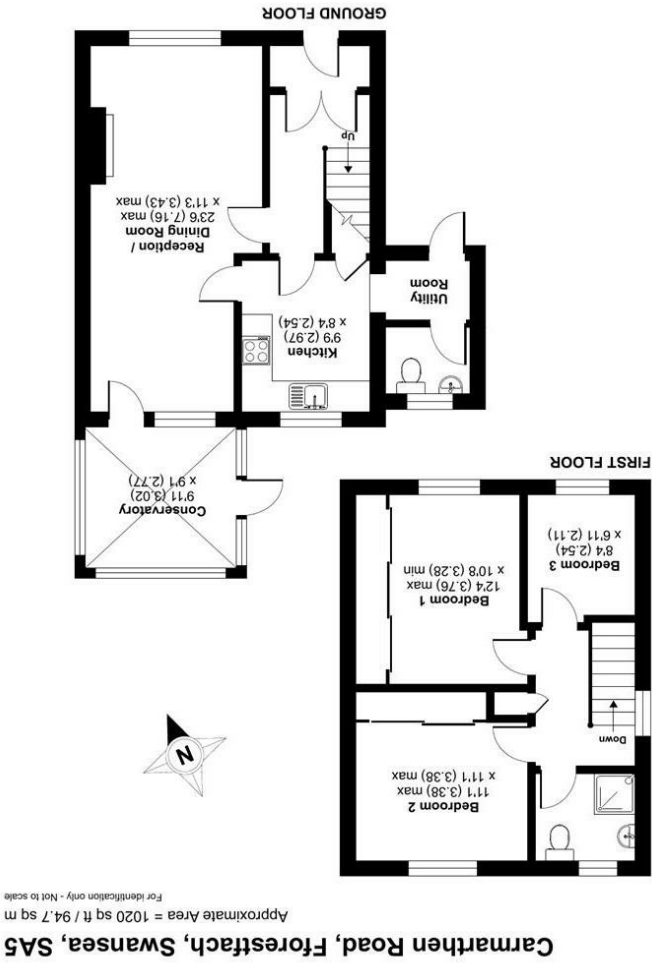 Carmarthen Road, Fforestfach, Swansea, SA5
Approximate Area = 1020 sq ft / 94.7 sq m
For identification only - Not to scale
Bedroom 2
11'1 (3.38) max
x 11'1 (3.38) max
Down
N
Bedroom 3
8'4 (2.54)
x 6'11 (2.11)
Bedroom 1
12'4 (3.76) max
x 10'8 (3.28) min
FIRST FLOOR
Conservatory
9'11 (3.02)
x 9'1 (2.77)
Kitchen
9'9 (2.97)
x 8'4 (2.54)
Utility
Room
Reception /
Dining Room
23'6 (7.16) max
x 11'3 (3.43) max
Up
GROUND FLOOR